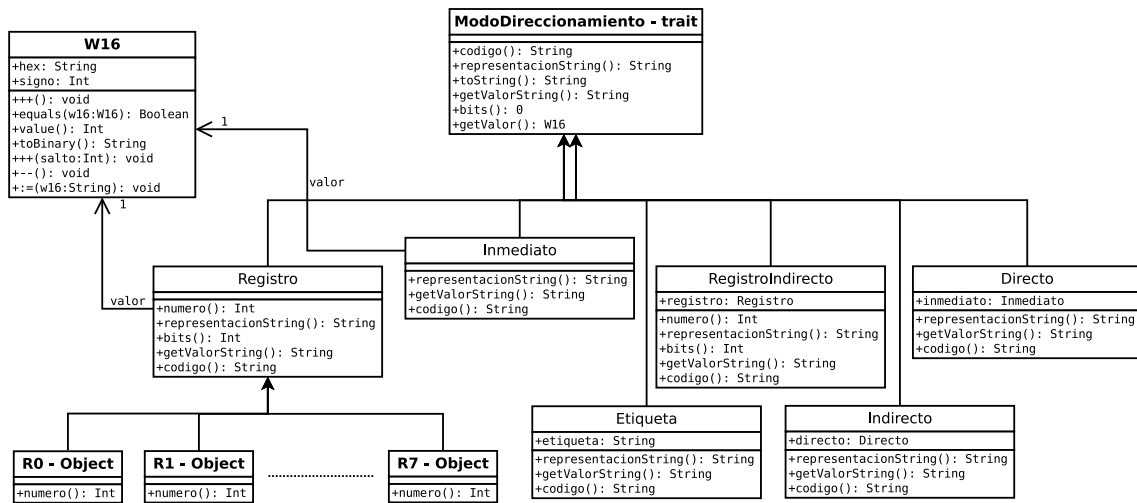 ModoDireccionamiento - trait
+codigo(): String
+representacionString(): String
+toString(): String
+getValorString(): String
+bits(): 0
+getValor(): W16
W16
+hex: String
+signo: Int
+++(): void
+equals(w16:W16): Boolean
+value(): Int
+toBinary(): String
+++(salto:Int): void
+--(): void
+:=(w16:String): void
1
valor
1
valor
Registro
+numero(): Int
+representacionString(): String
+bits(): Int
+getValorString(): String
+codigo(): String
Inmediato
+representacionString(): String
+getValorString(): String
+codigo(): String
RegistroIndirecto
+registro: Registro
+numero(): Int
+representacionString(): String
+bits(): Int
+getValorString(): String
+codigo(): String
Directo
+inmediato: Inmediato
+representacionString(): String
+getValorString(): String
+codigo(): String
Etiqueta
+etiqueta: String
+representacionString(): String
+getValorString(): String
+codigo(): String
Indirecto
+directo: Directo
+representacionString(): String
+getValorString(): String
+codigo(): String
R0 - Object
+numero(): Int
R1 - Object
+numero(): Int
R7 - Object
+numero(): Int